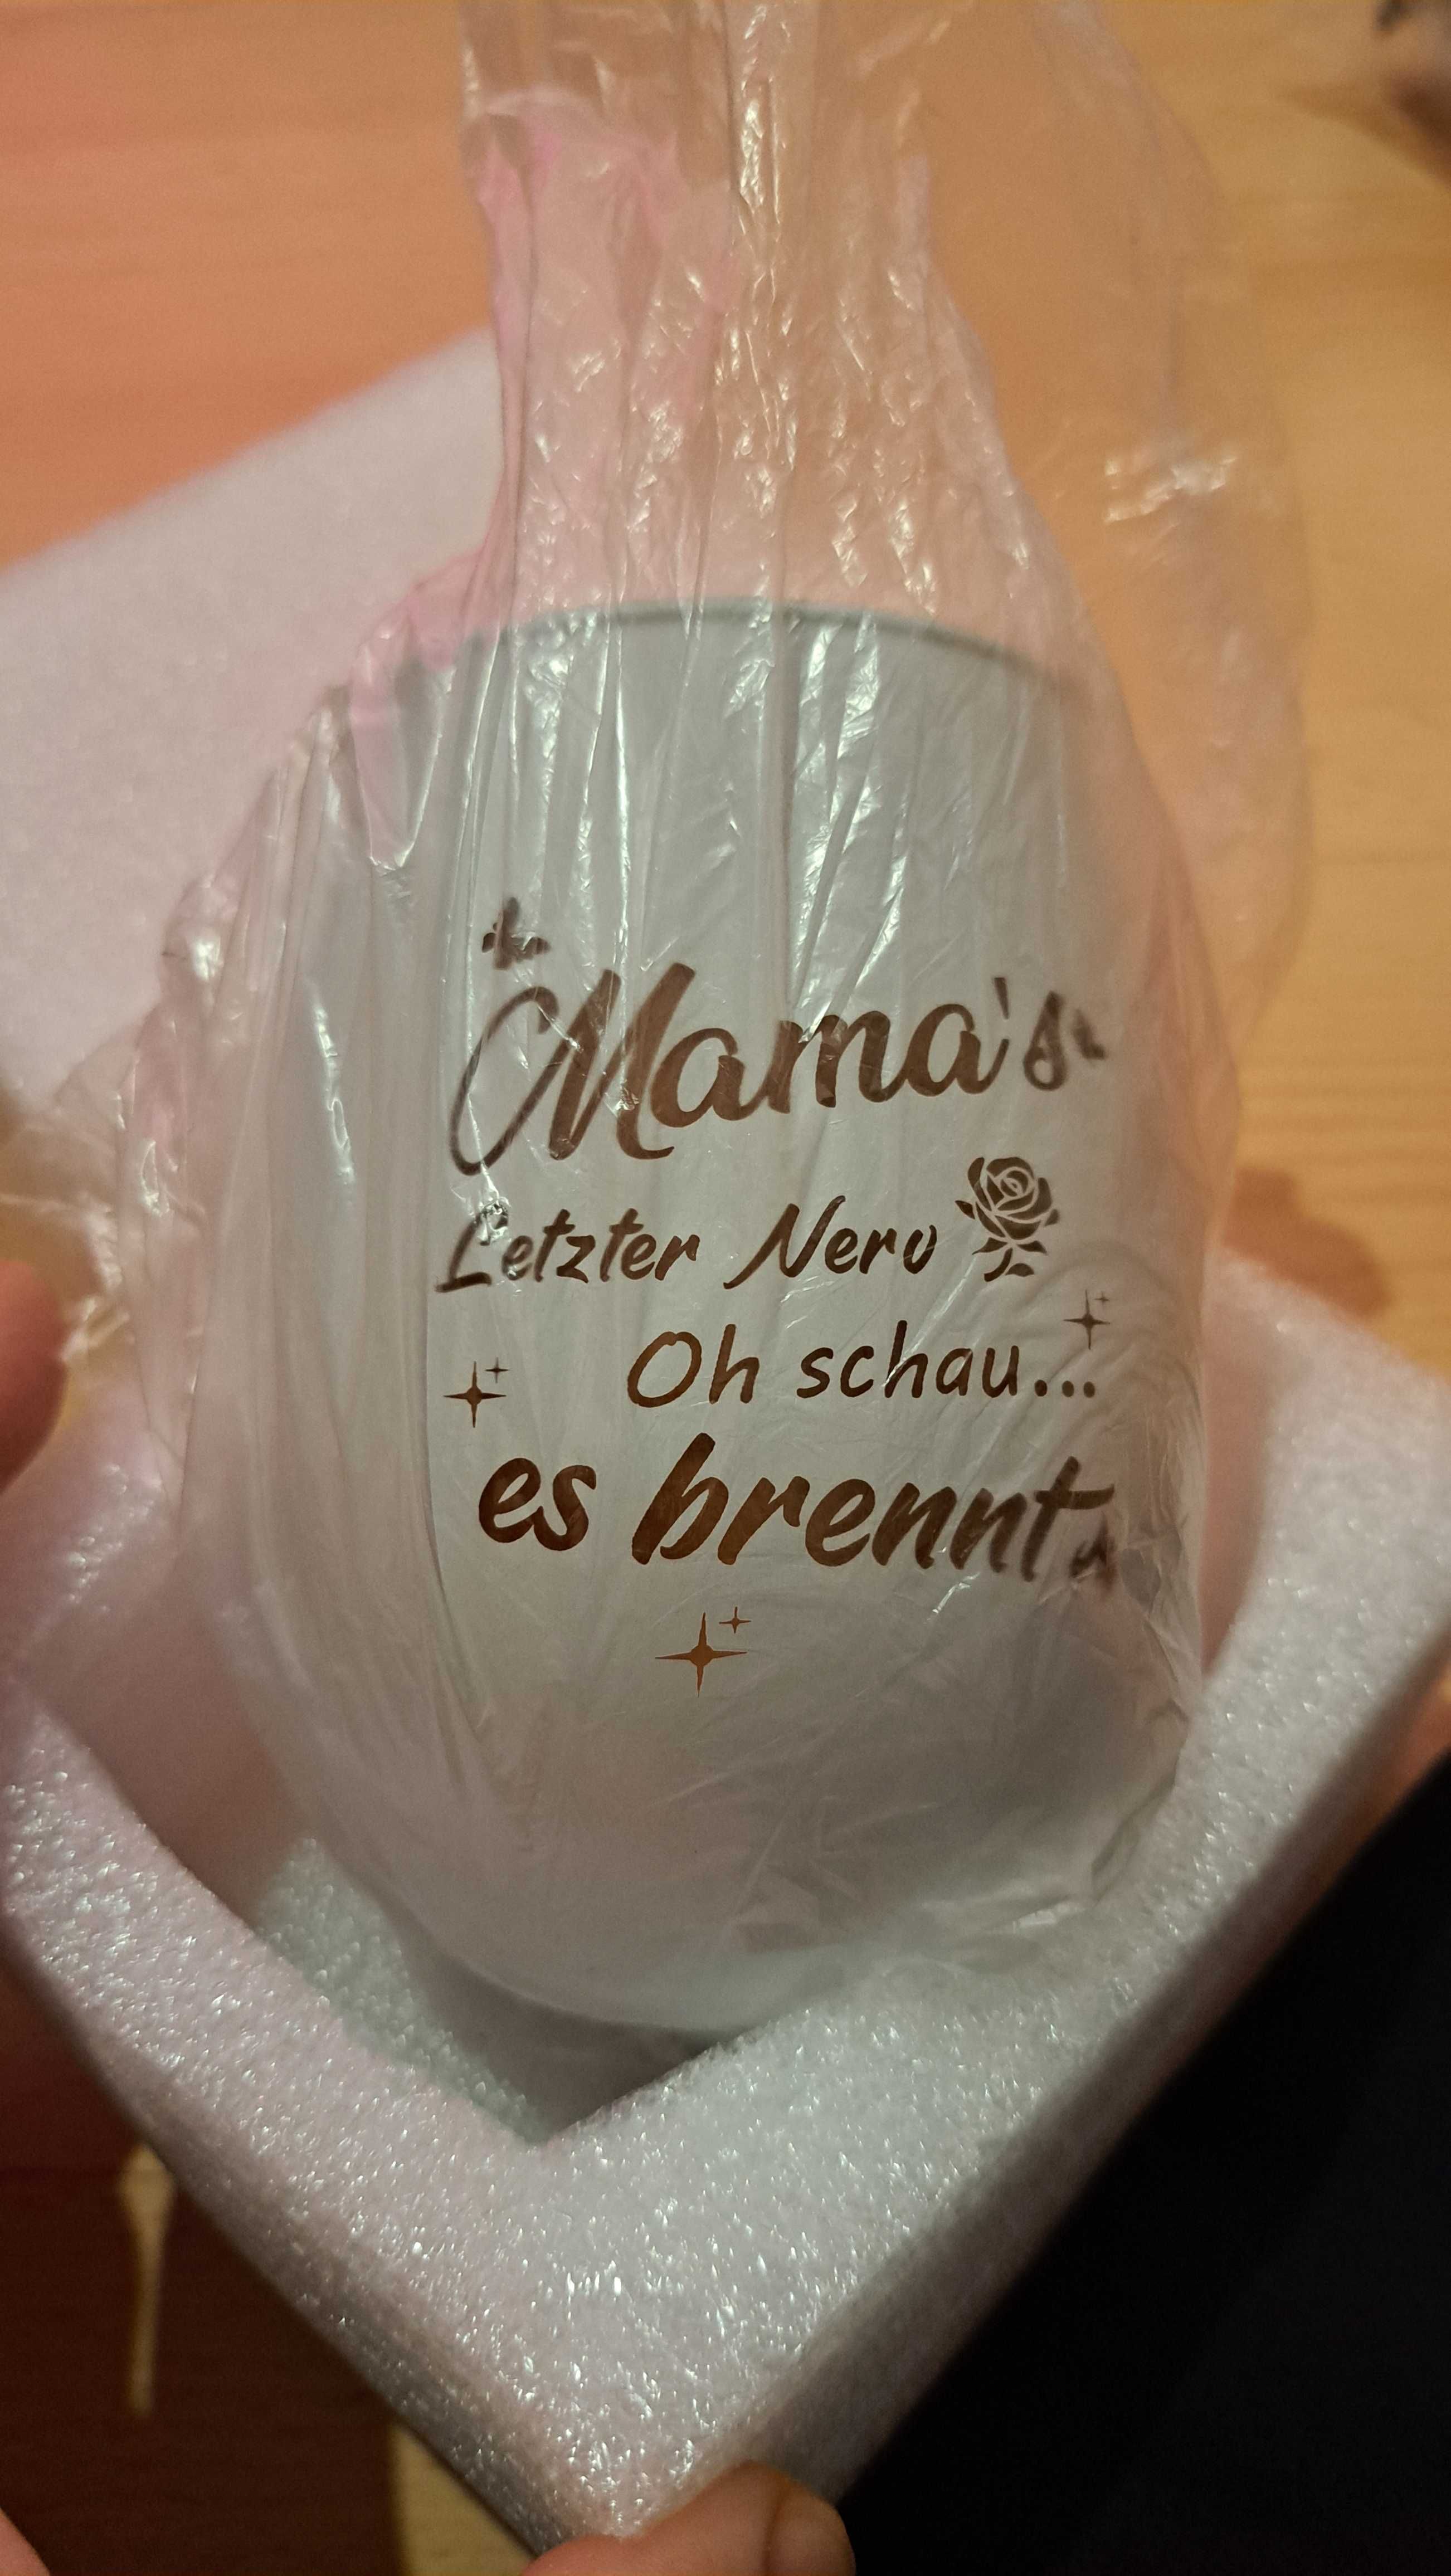 Mama's
Letzter Nerv
Oh schau...
es brennt